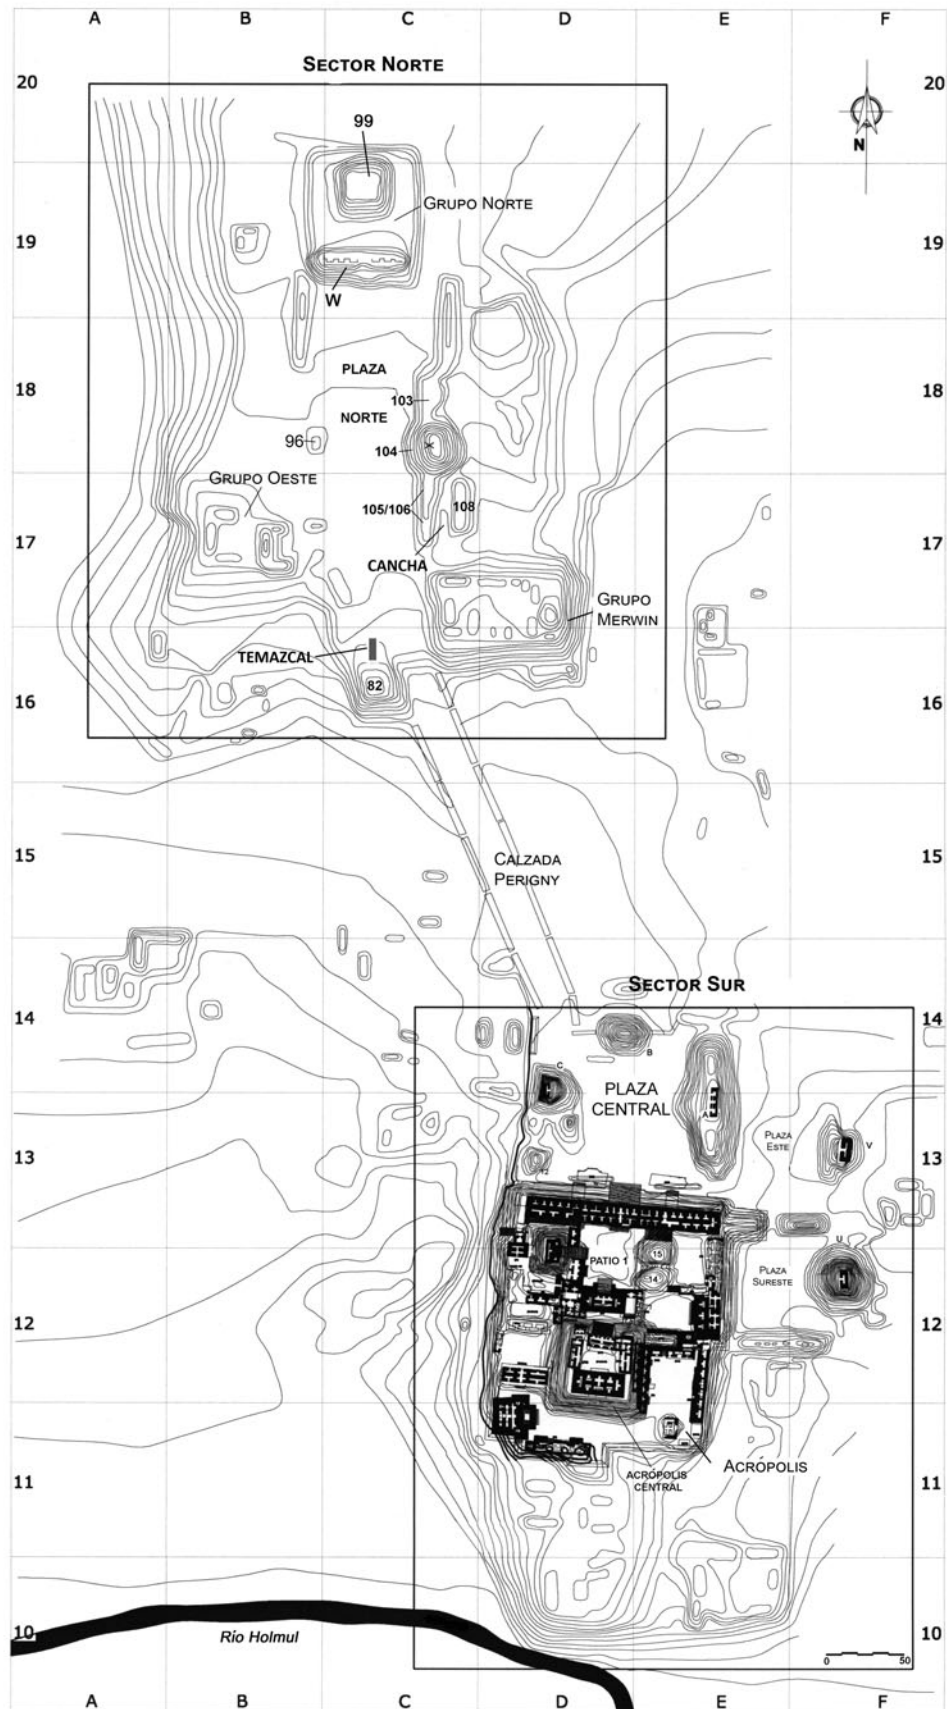 A B C D E F
SECTOR NORTE
20 20
99
N
GRUPO NORTE
19 19
W
PLAZA
18 18
103
NORTE
96
104
GRUPO OESTE
105/106
108
17 17
CANCHA
GRUPO
MERWIN
TEMAZCAL
82
16 16
15 15
CALZADA
PERIGNY
SECTOR SUR
14 14
B
C
PLAZA
CENTRAL
A
PLAZA
ESTE
V
13 13
12
U
PATIO 1
15
14
PLAZA
SURESTE
12 12
ACRÓPOLIS
11 11
ACRÓPOLIS
CENTRAL
10 10
Río Holmul
0 50
A B C D E F